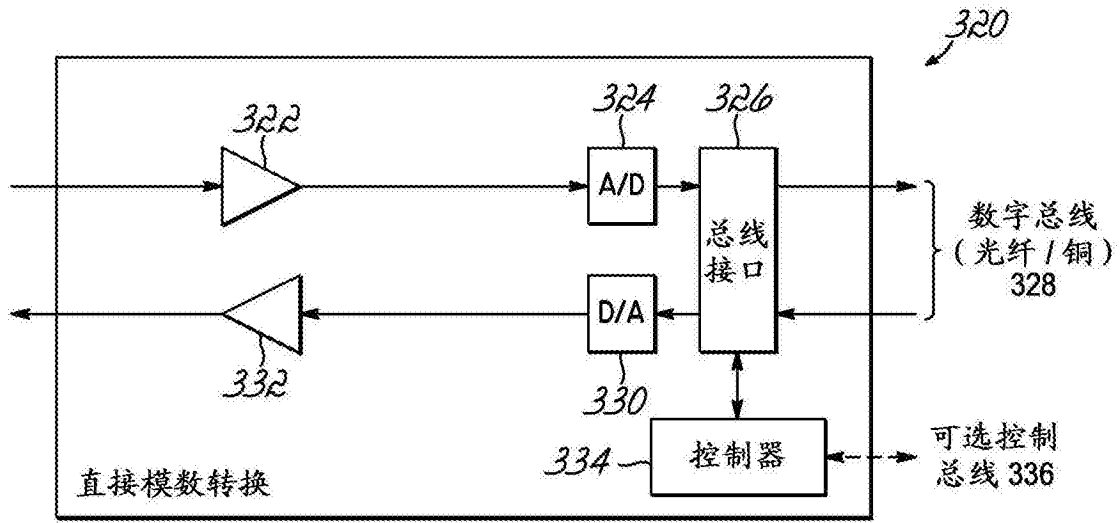 320
322
324
326
A/D
总线
接口
数字总线
(光纤/铜)
328
D/A
332
330
334
控制器
可选控制
总线 336
直接模数转换